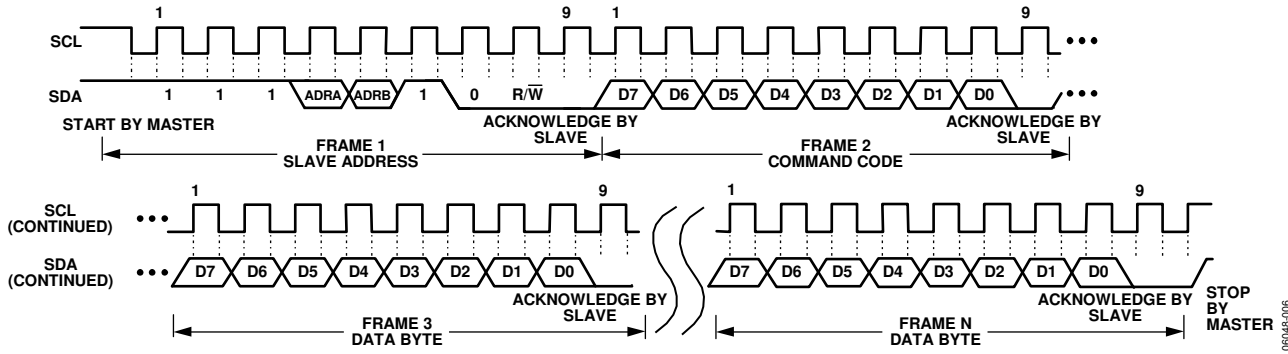 1 9 1 9
SCL
SDA 1 1 1 ADRA ADRB 1 0 R/W̅ D7 D6 D5 D4 D3 D2 D1 D0
START BY MASTER ACKNOWLEDGE BY SLAVE ACKNOWLEDGE BY SLAVE
FRAME 1 SLAVE ADDRESS FRAME 2 COMMAND CODE
1 9 1 9
SCL (CONTINUED)
SDA (CONTINUED) D7 D6 D5 D4 D3 D2 D1 D0 D7 D6 D5 D4 D3 D2 D1 D0
ACKNOWLEDGE BY SLAVE ACKNOWLEDGE BY SLAVE STOP BY MASTER
FRAME 3 DATA BYTE FRAME N DATA BYTE
06048-006